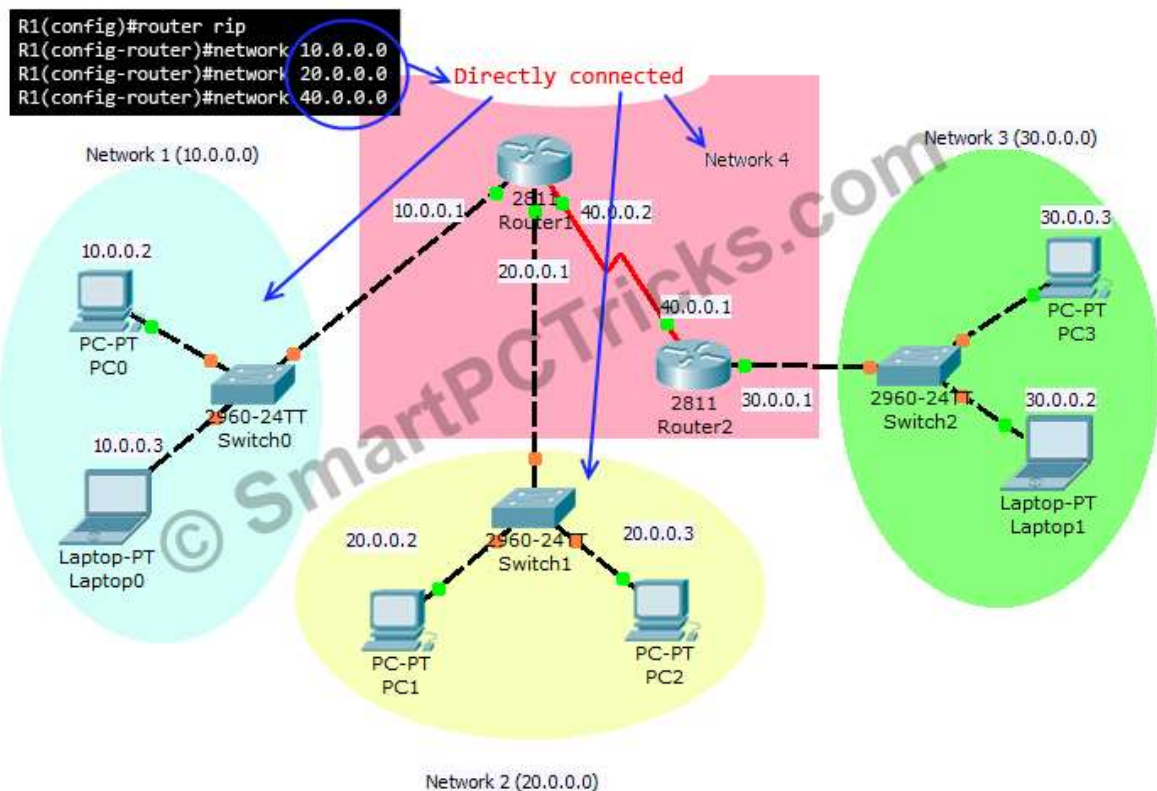 R1(config)#router rip
R1(config-router)#network 10.0.0.0
R1(config-router)#network 20.0.0.0
R1(config-router)#network 40.0.0.0
Directly connected
Network 1 (10.0.0.0)
Network 4
Network 3 (30.0.0.0)
2811
Router1
10.0.0.1
40.0.0.2
20.0.0.1
40.0.0.1
10.0.0.2
PC-PT
PC0
2960-24TT
Switch0
10.0.0.3
Laptop-PT
Laptop0
2811
Router2
30.0.0.1
30.0.0.3
PC-PT
PC3
2960-24TT
Switch2
30.0.0.2
Laptop-PT
Laptop1
2960-24TT
Switch1
20.0.0.2
20.0.0.3
PC-PT
PC1
PC-PT
PC2
Network 2 (20.0.0.0)
© SmartPCTricks.com